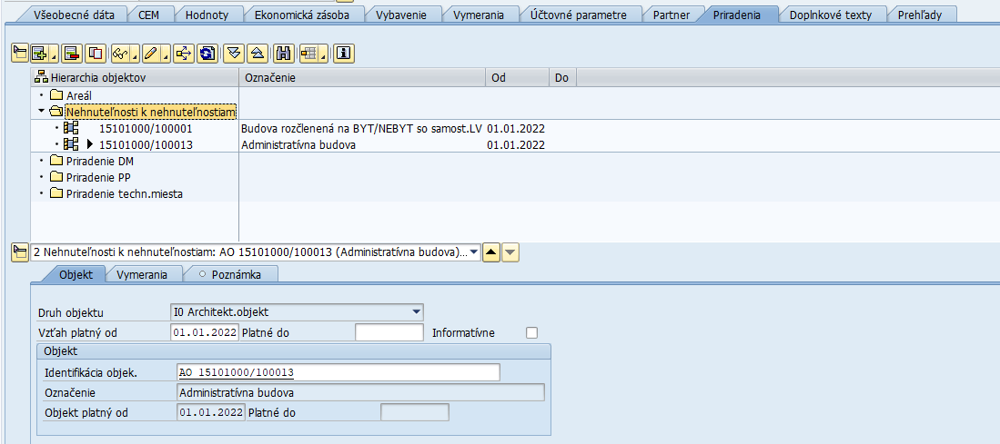 Všeobecné dáta CEM Hodnoty Ekonomická zásoba Vybavenie Vymerania Účtovné parametre Partner Priradenia Doplnkové texty Prehľady
Hierarchia objektov Označenie Od Do
Areál
Nehnuteľnosti k nehnuteľnostiam
15101000/100001 Budova rozčlenená na BYT/NEBYT so samost.LV 01.01.2022
15101000/100013 Administratívna budova 01.01.2022
Priradenie DM
Priradenie PP
Priradenie techn.miesta
2 Nehnuteľnosti k nehnuteľnostiam: AO 15101000/100013 (Administratívna budova)...
Objekt Vymerania Poznámka
Druh objektu I0 Architekt.objekt
Vzťah platný od 01.01.2022 Platné do Informatívne
Objekt
Identifikácia objek. AO 15101000/100013
Označenie Administratívna budova
Objekt platný od 01.01.2022 Platné do